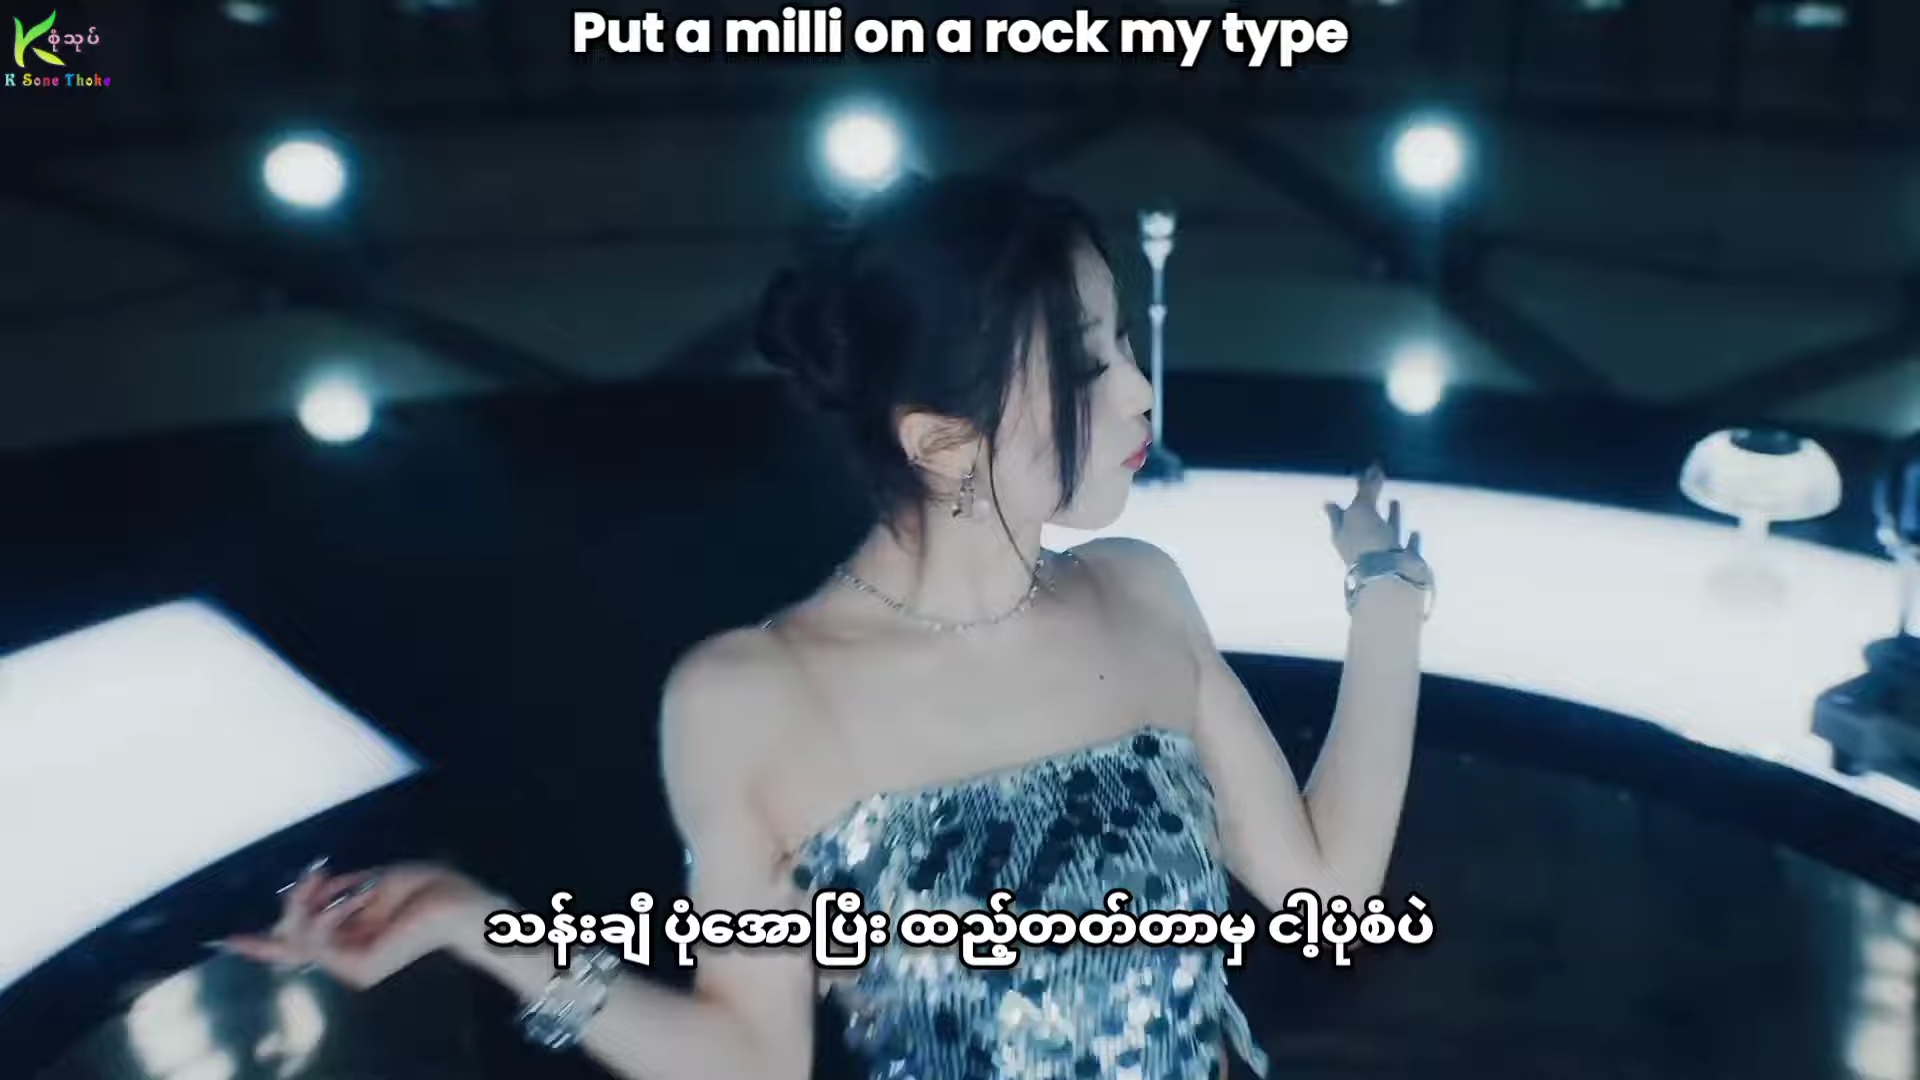 Put a milli on a rock my type
စုံသုပ်
K Sone Thoke
သန်းချီ ပုံအောပြီး ထည့်တတ်တာမှ ငါ့ပုံစံပဲ